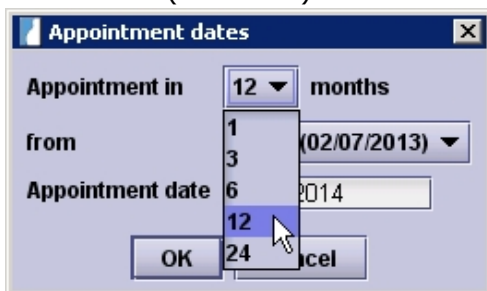 Appointment dates
Appointment in 12 months
1
from (02/07/2013)
3
Appointment date 6 2014
12
OK 24